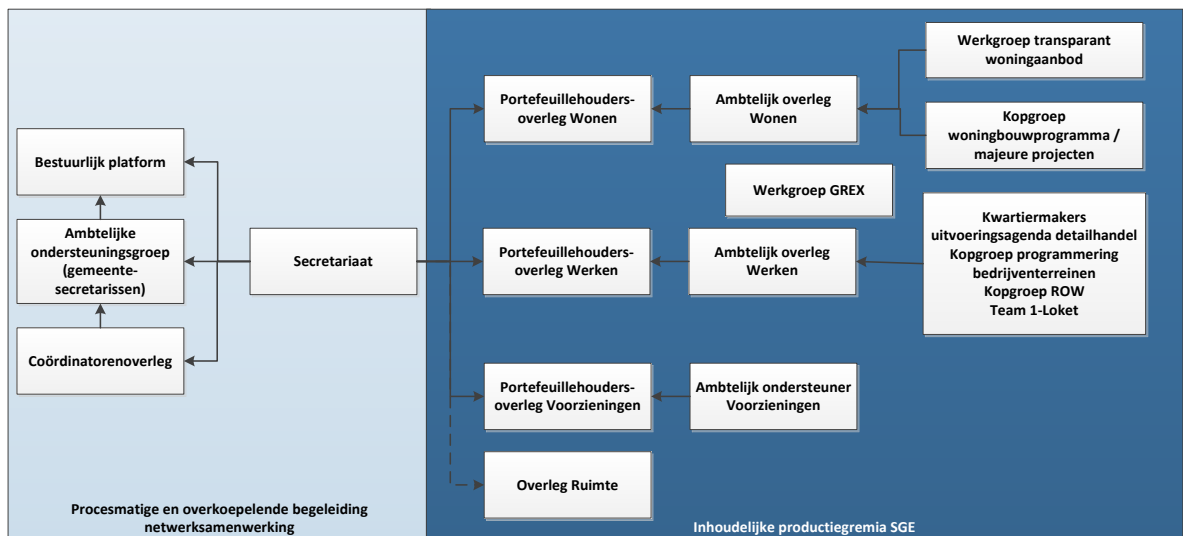 Bestuurlijk platform
Ambtelijke
ondersteuningsgroep
(gemeente-
secretarissen)
Coördinatorenoverleg
Secretariaat
Procesmatige en overkoepelende begeleiding
netwerksamenwerking
Portefeuillehouders-
overleg Wonen
Ambtelijk overleg
Wonen
Werkgroep transparant
woningaanbod
Kopgroep
woningbouwprogramma /
majeure projecten
Werkgroep GREX
Portefeuillehouders-
overleg Werken
Ambtelijk overleg
Werken
Kwartiermakers
uitvoeringsagenda detailhandel
Kopgroep programmering
bedrijventerreinen
Kopgroep ROW
Team 1-Loket
Portefeuillehouders-
overleg Voorzieningen
Ambtelijk ondersteuner
Voorzieningen
Overleg Ruimte
Inhoudelijke productiegremia SGE